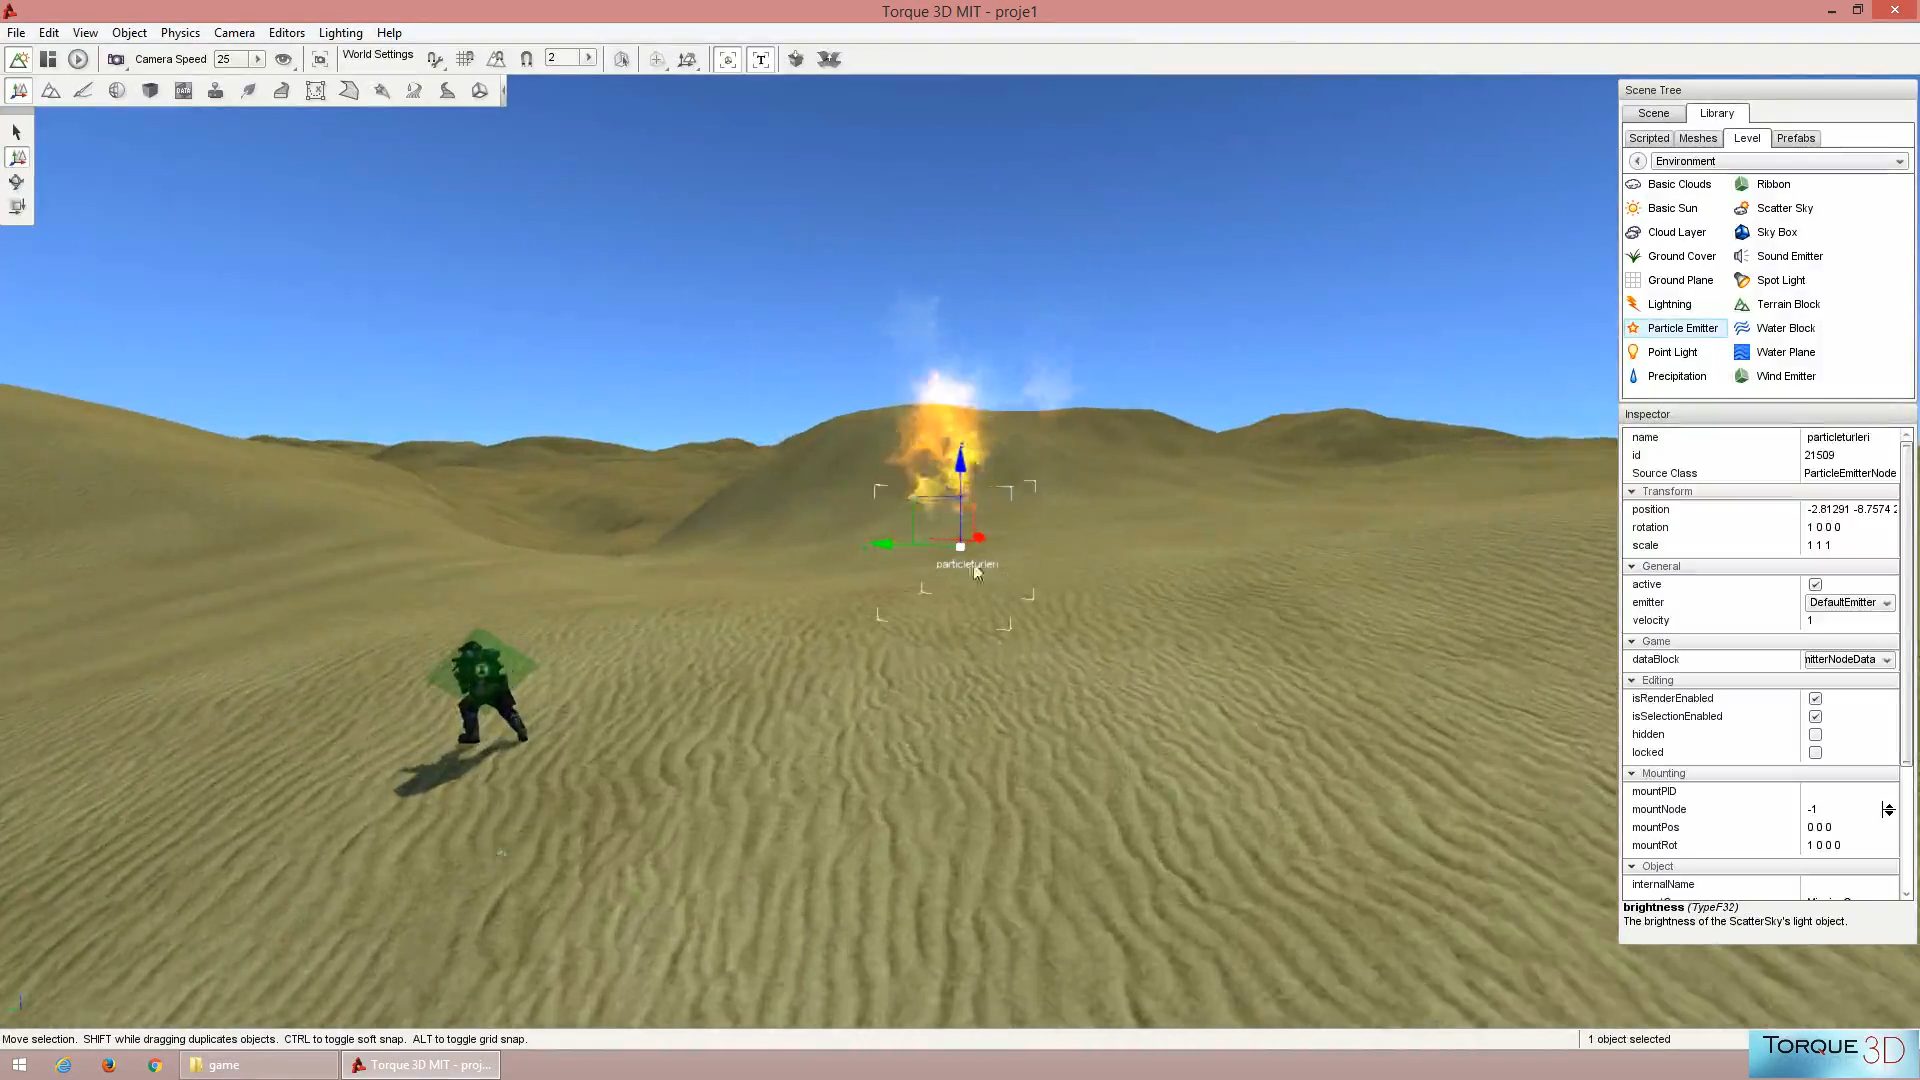 Torque 3D MIT - proje1
File Edit View Object Physics Camera Editors Lighting Help
Camera Speed 25 World Settings 2 T
DATA
Scene Tree
Scene Library
Scripted Meshes Level Prefabs
Environment
Basic Clouds Ribbon
Basic Sun Scatter Sky
Cloud Layer Sky Box
Ground Cover Sound Emitter
Ground Plane Spot Light
Lightning Terrain Block
Particle Emitter Water Block
Point Light Water Plane
Precipitation Wind Emitter
Inspector
name particleturleri
id 21509
Source Class ParticleEmitterNode
Transform
position -2.81291 -8.7574 2
rotation 1 0 0 0
scale 1 1 1
General
active
emitter DefaultEmitter
velocity 1
Game
dataBlock nitterNodeData
Editing
isRenderEnabled
isSelectionEnabled
hidden
locked
Mounting
mountPID
mountNode -1
mountPos 0 0 0
mountRot 1 0 0 0
Object
internalName
brightness (TypeF32)
The brightness of the ScatterSky's light object.
particleturleri
Move selection. SHIFT while dragging duplicates objects. CTRL to toggle soft snap. ALT to toggle grid snap.
1 object selected
game
Torque 3D MIT - proj...
TORQUE 3D